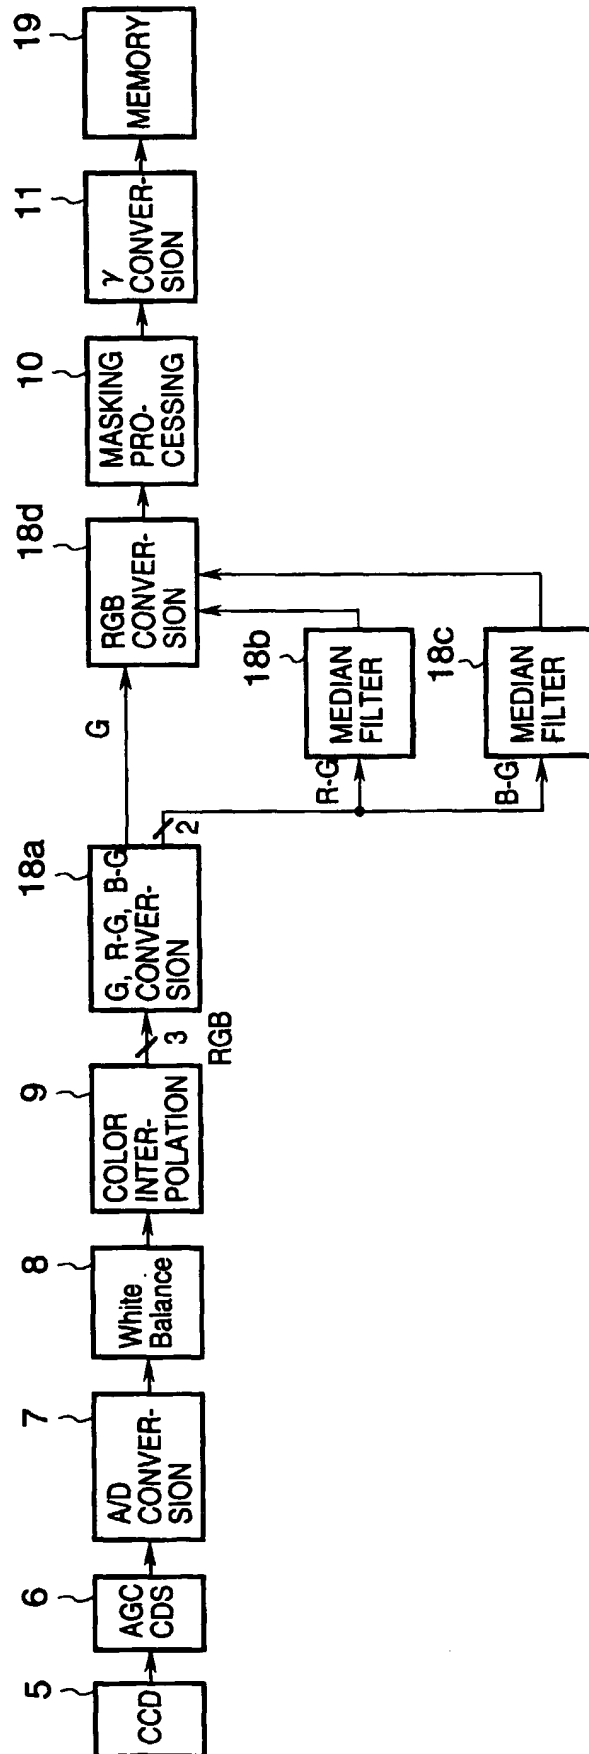 5
CCD
6
AGC
CDS
7
A/D
CONVER-
SION
8
White
Balance
9
COLOR
INTER-
POLATION
3
RGB
18a
G, R-G, B-G
CONVER-
SION
G
2
R-G
18b
MEDIAN
FILTER
B-G
18c
MEDIAN
FILTER
18d
RGB
CONVER-
SION
10
MASKING
PRO-
CESSING
11
γ
CONVER-
SION
19
MEMORY